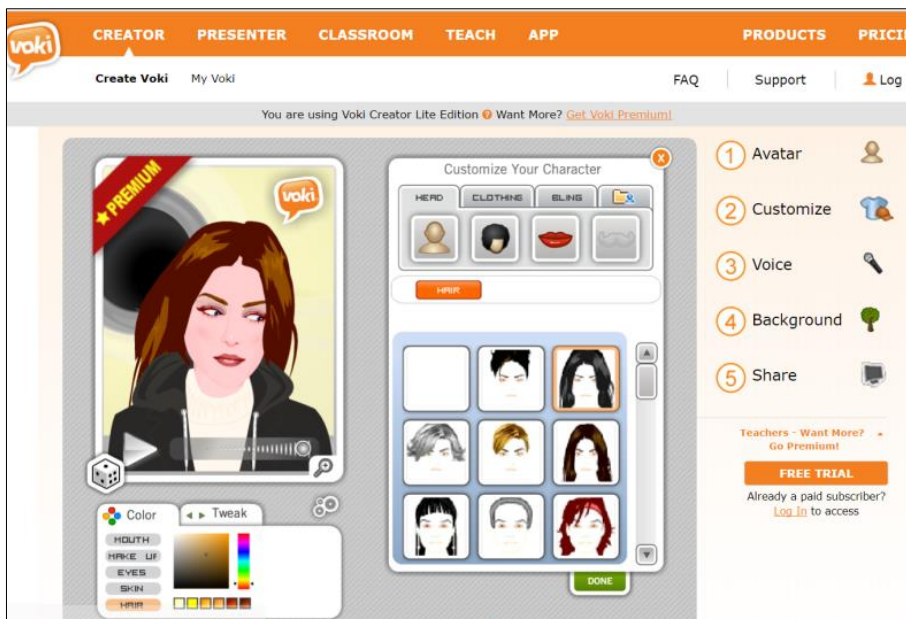 voki
CREATOR PRESENTER CLASSROOM TEACH APP PRODUCTS PRICI
Create Voki My Voki FAQ Support Log
You are using Voki Creator Lite Edition ? Want More? Get Voki Premium!
PREMIUM
voki
Customize Your Character
X
HEAD CLOTHING BLING
HAIR
DONE
Color
Tweak
MOUTH
MAKE UP
EYES
SKIN
HAIR
1 Avatar
2 Customize
3 Voice
4 Background
5 Share
Teachers - Want More?
Go Premium!
FREE TRIAL
Already a paid subscriber?
Log In to access